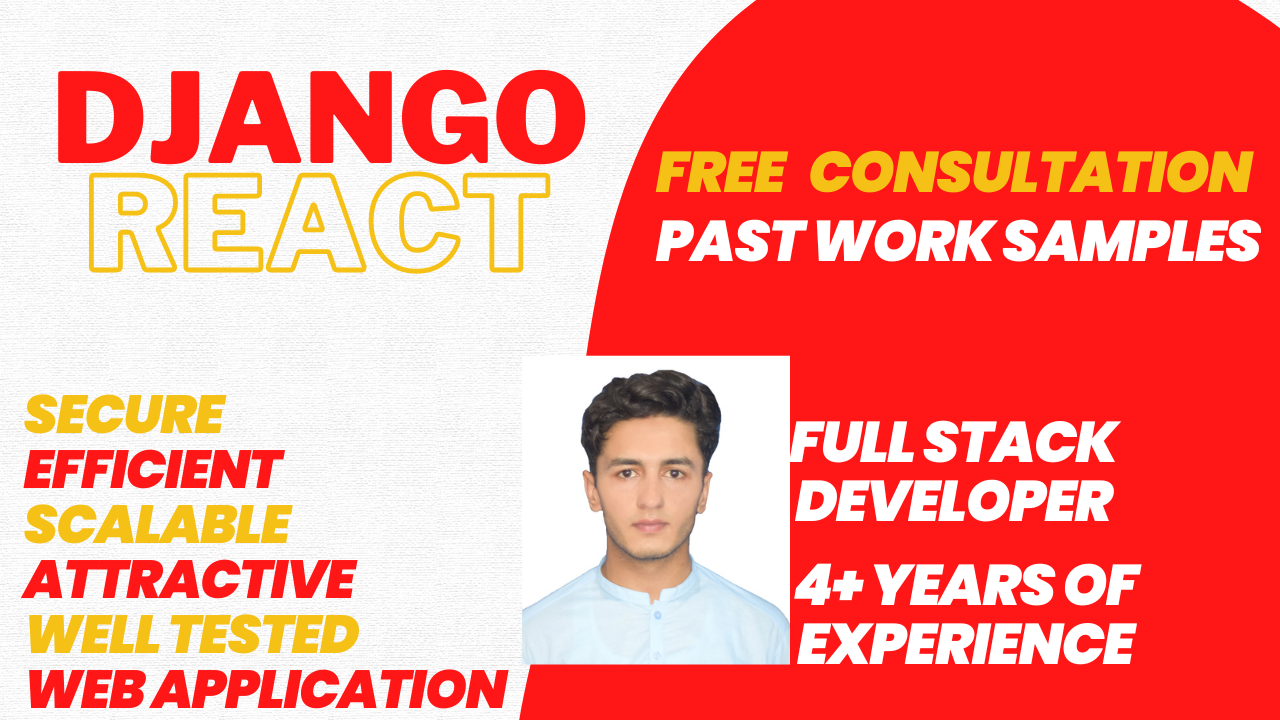 DJANGO
REACT
FREE CONSULTATION
PAST WORK SAMPLES
SECURE
EFFICIENT
SCALABLE
ATTRACTIVE
WELL TESTED
WEB APPLICATION
FULL STACK
DEVELOPER
4+ YEARS OF
EXPERIENCE